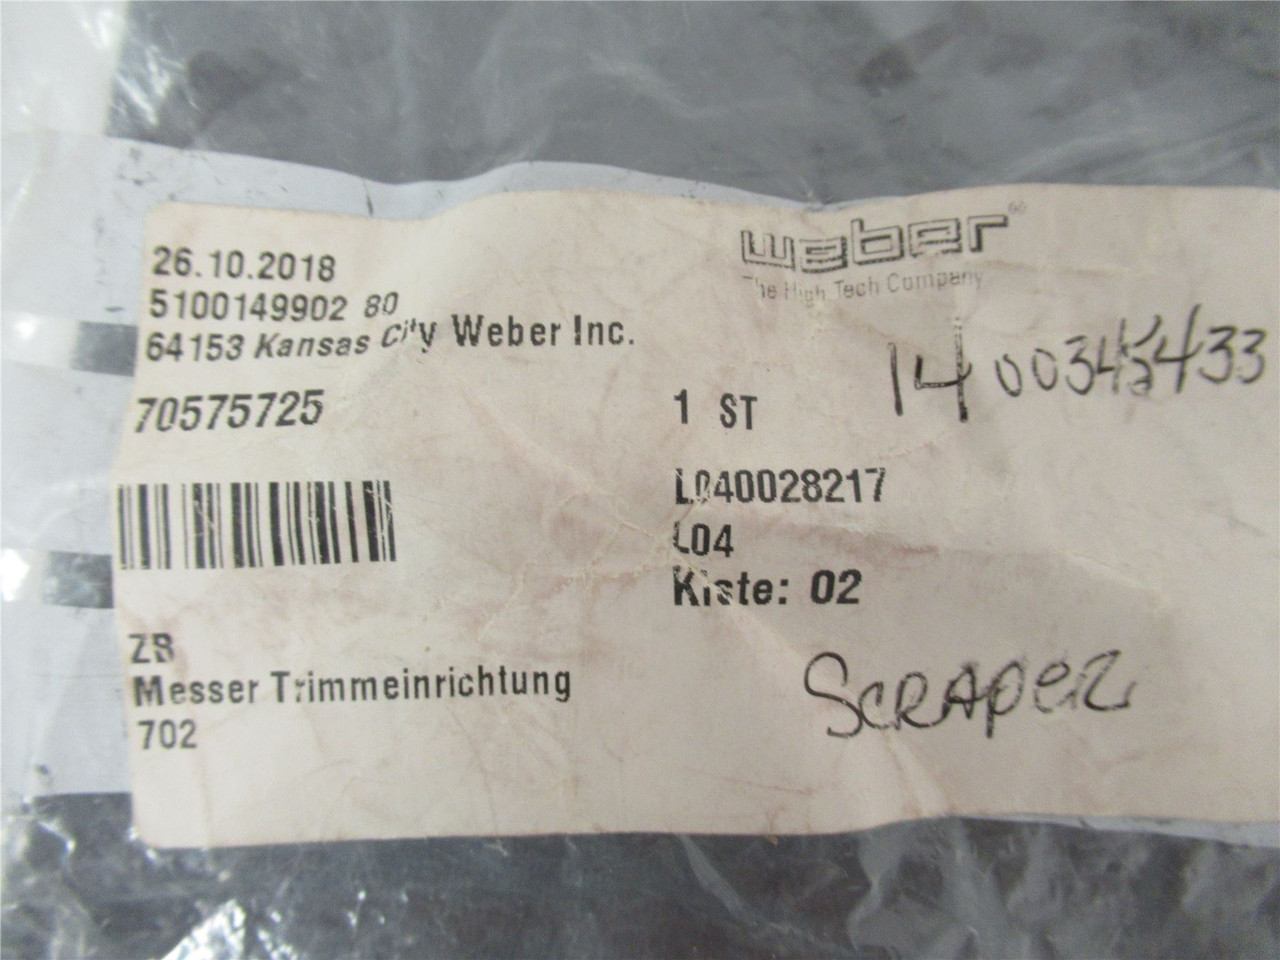 26.10.2018
5100149902 80
64153 Kansas City Weber Inc.
weber
The High Tech Company
70575725
1 ST
L040028217
L04
Kiste: 02
ZB
Messer Trimmeinrichtung
702
SCRAPER